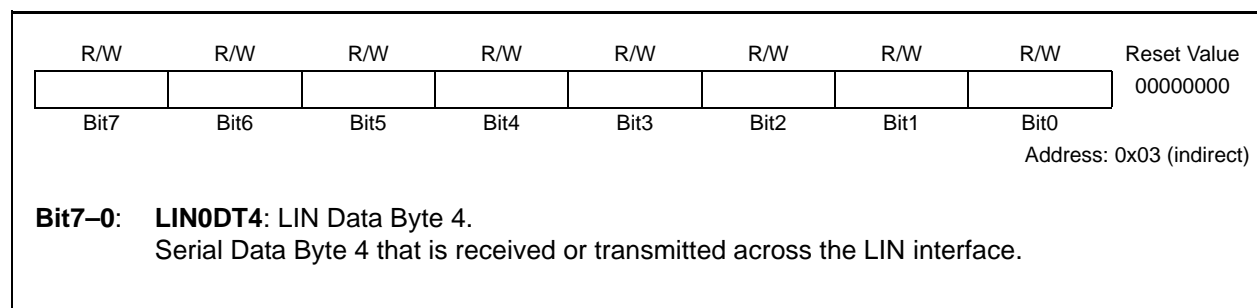 R/W R/W R/W R/W R/W R/W R/W R/W Reset Value
00000000
Bit7 Bit6 Bit5 Bit4 Bit3 Bit2 Bit1 Bit0
Address: 0x03 (indirect)
Bit7–0: LIN0DT4: LIN Data Byte 4.
Serial Data Byte 4 that is received or transmitted across the LIN interface.